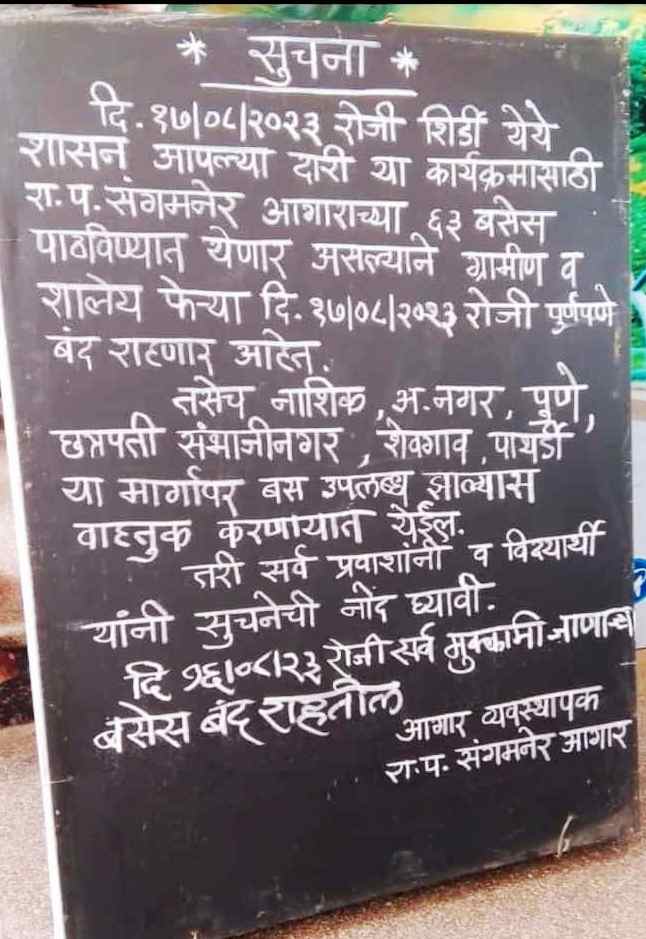 * सुचना *
दि. १७|०८|२०२३ रोजी शिर्डी येथे
शासन आपल्या दारी या कार्यक्रमासाठी
रा.प.संगमनेर आगाराच्या ६३ बसेस
पाठविण्यात येणार असल्याने ग्रामीण व
शालेय फेऱ्या दि. १७|०८|२०२३ रोजी पुर्णपणे
बंद राहणार आहेत.
तसेच नाशिक, अ.नगर, पुणे,
छत्रपती संभाजीनगर, शेवगाव, पाथर्डी
या मार्गावर बस उपलब्ध झाल्यास
वाहतुक करण्यात येईल.
तरी सर्व प्रवाशांनी व विद्यार्थी
यांनी सुचनेची नोंद घ्यावी.
दि १६|०८|२३ रोजी सर्व मुक्कामी जाणाऱ्या
बसेस बंद राहतील
आगार व्यवस्थापक
रा.प. संगमनेर आगार